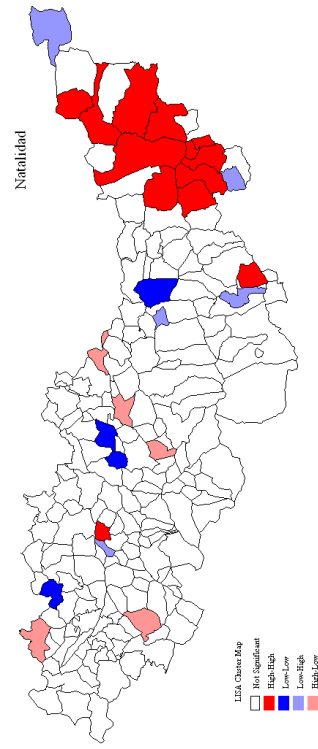 Natalidad
LISA Cluster Map
Not Significant
High-High
Low-Low
Low-High
High-Low